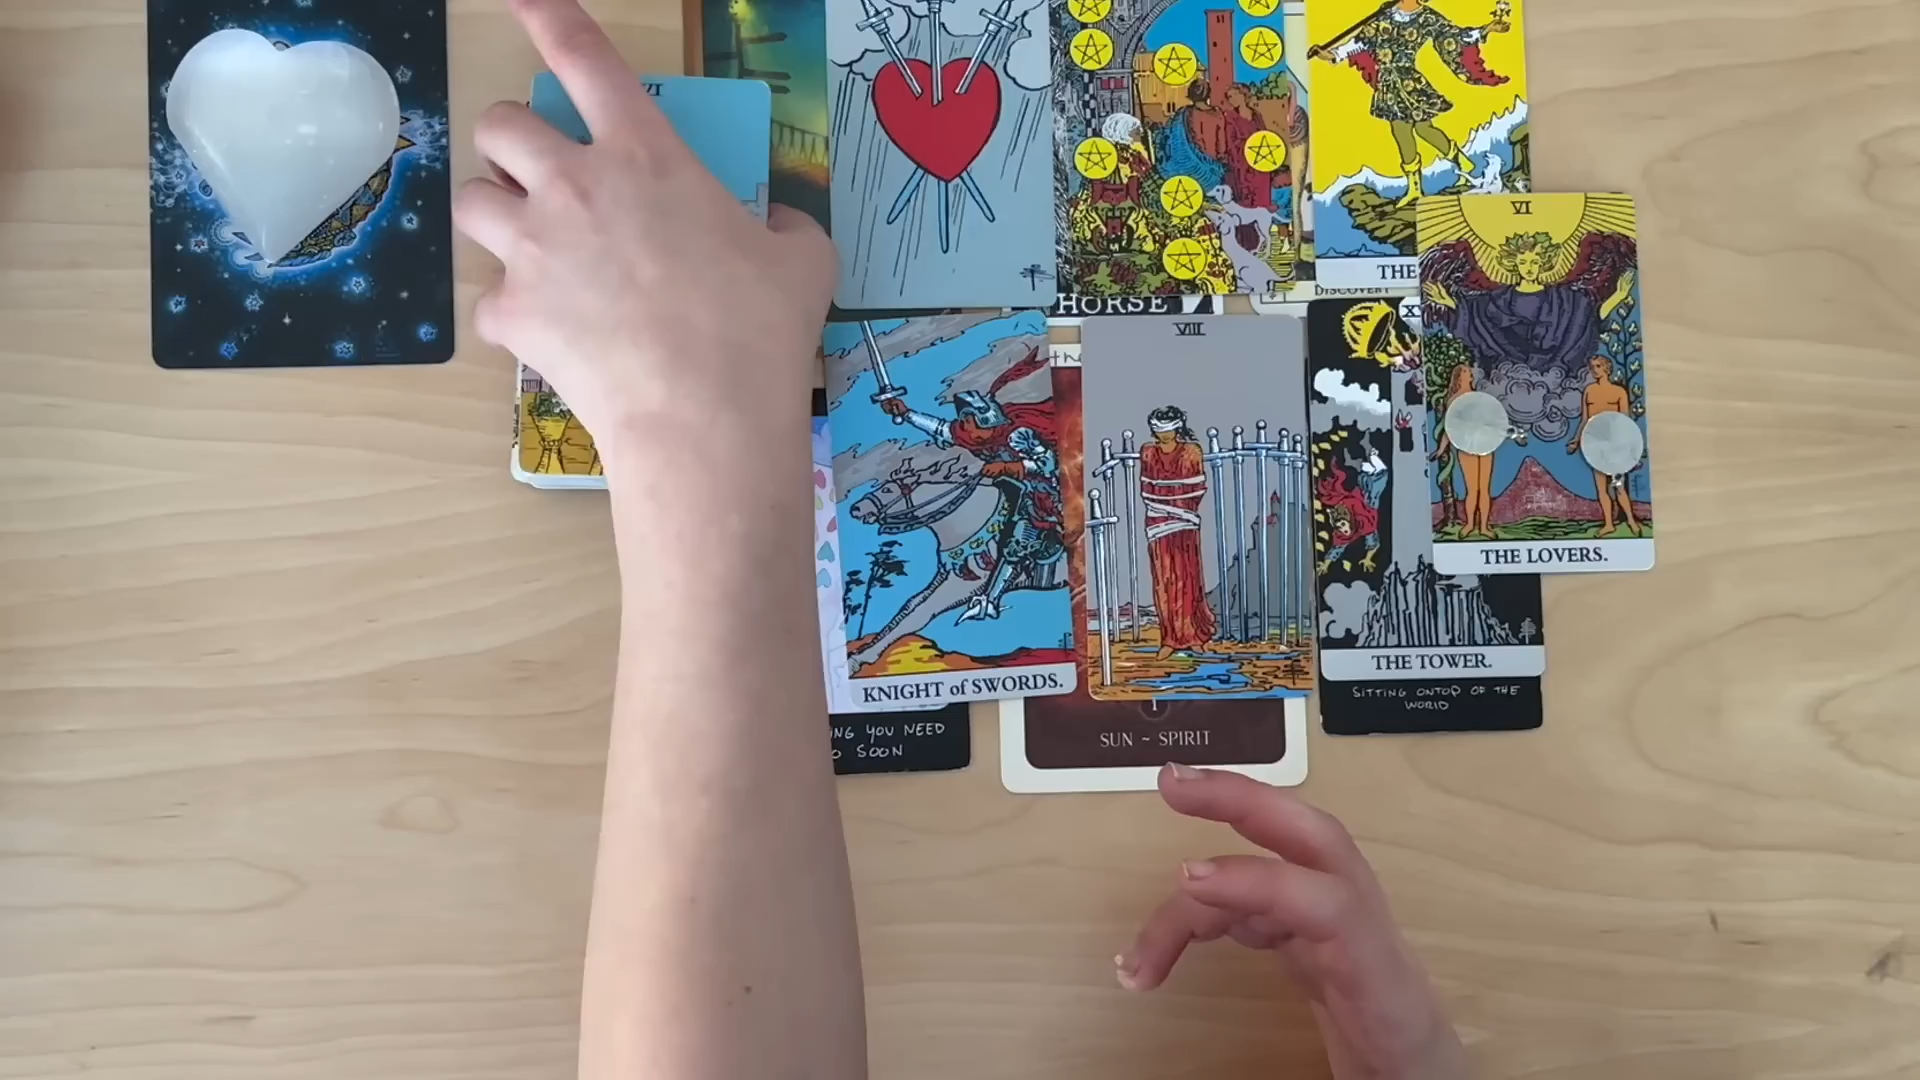 VI
THE
VI
HORSE
DISCOVERY
the
VIII
X
THE LOVERS.
THE TOWER.
KNIGHT of SWORDS.
SITTING ONTOP OF THE
WORLD
I
SUN ~ SPIRIT
YOU NEED
SOON